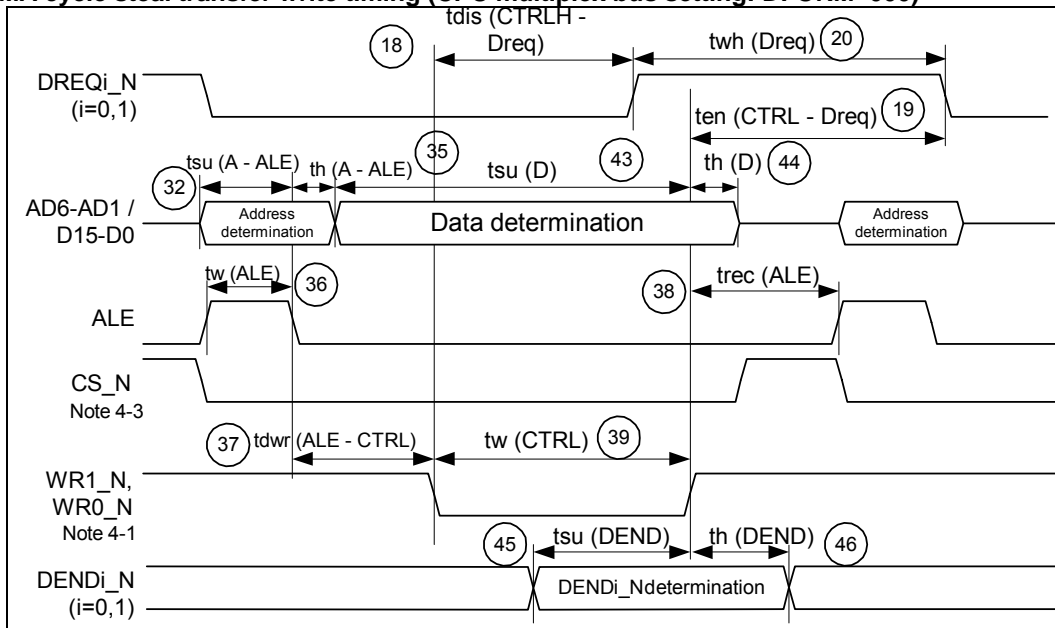 tdis (CTRLH -
Dreq)
18
twh (Dreq) 20
DREQi_N
(i=0,1)
ten (CTRL - Dreq) 19
tsu (A - ALE)
th (A - ALE)
35
tsu (D)
43
th (D) 44
32
AD6-AD1 /
D15-D0
Address
determination
Data determination
Address
determination
tw (ALE)
36
38
trec (ALE)
ALE
CS_N
Note 4-3
37
tdwr (ALE - CTRL)
tw (CTRL) 39
WR1_N,
WR0_N
Note 4-1
45
tsu (DEND)
th (DEND)
46
DENDi_N
(i=0,1)
DENDi_Ndetermination